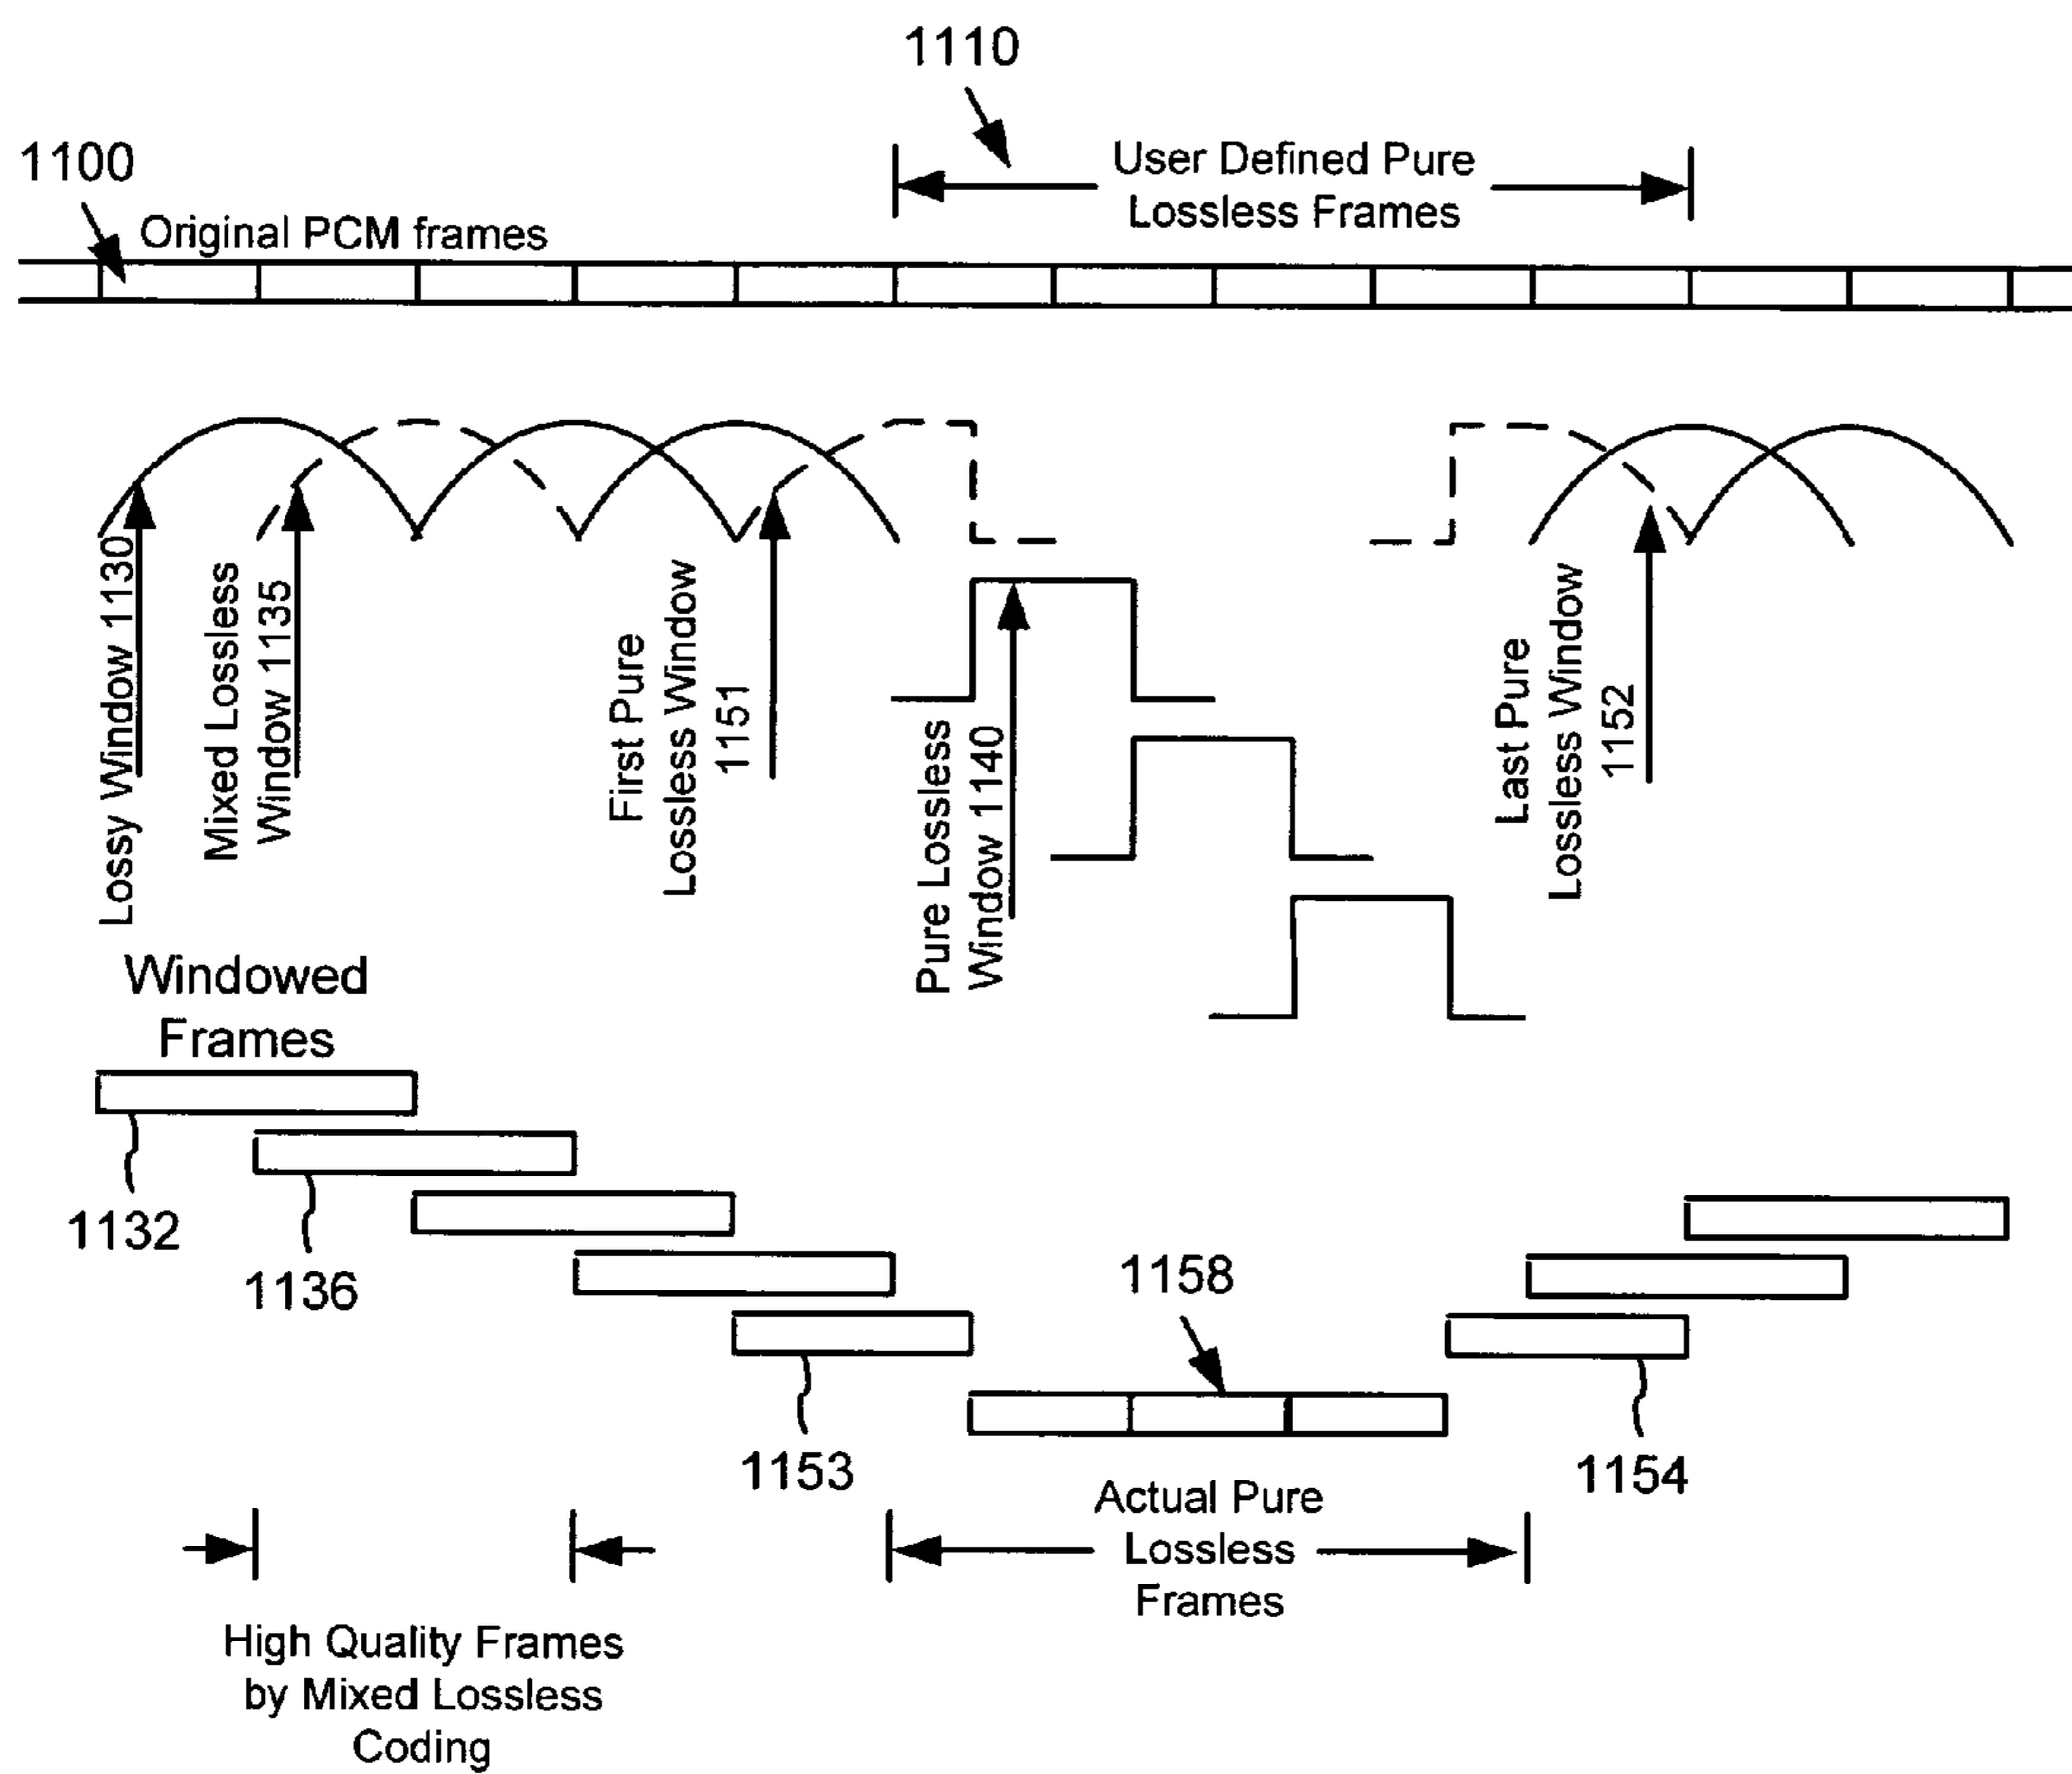 1110
1100
User Defined Pure
Lossless Frames
Original PCM frames
Lossy Window 1130
Mixed Lossless
Window 1135
First Pure
Lossless Window
1151
Pure Lossless
Window 1140
Last Pure
Lossless Window
1152
Windowed
Frames
1132
1136
1153
1158
1154
Actual Pure
Lossless
Frames
High Quality Frames
by Mixed Lossless
Coding